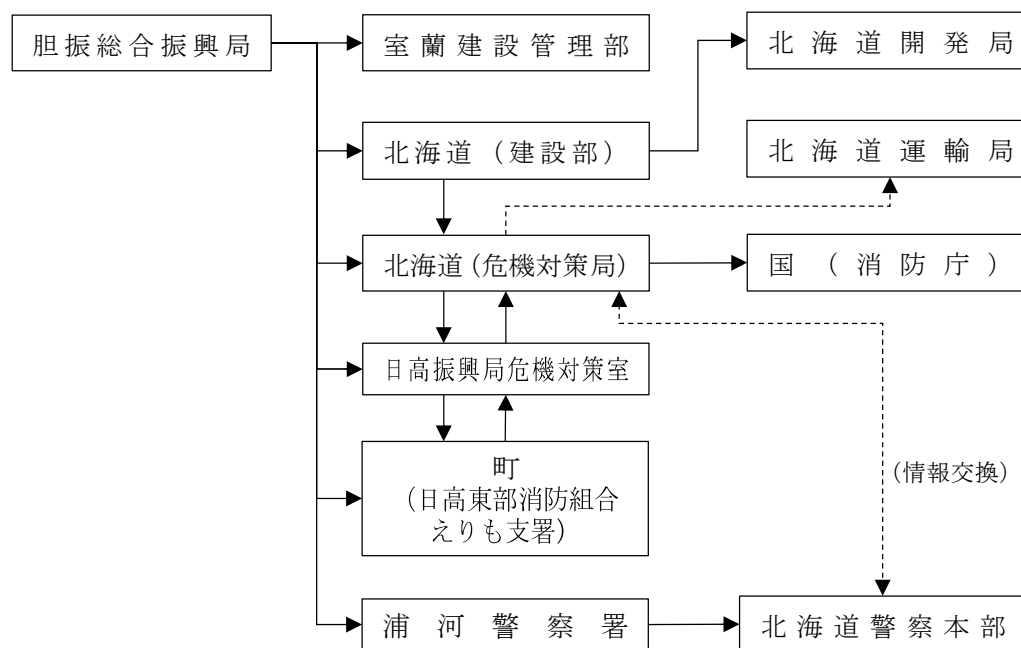 胆振総合振興局
室蘭建設管理部
北海道開発局
北海道（建設部）
北海道運輸局
北海道（危機対策局）
国（消防庁）
日高振興局危機対策室
町
（日高東部消防組合
えりも支署）
（情報交換）
浦河警察署
北海道警察本部